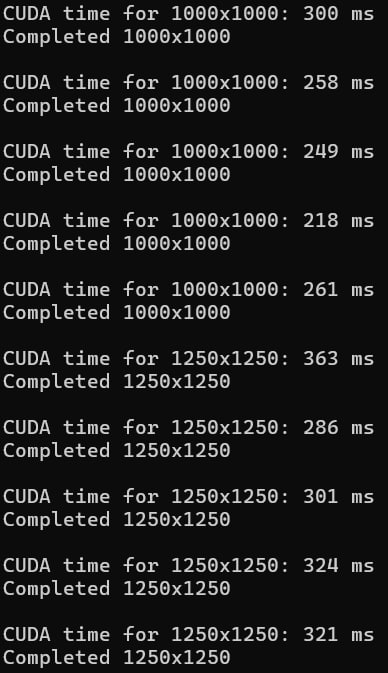 CUDA time for 1000x1000: 300 ms
Completed 1000x1000
CUDA time for 1000x1000: 258 ms
Completed 1000x1000
CUDA time for 1000x1000: 249 ms
Completed 1000x1000
CUDA time for 1000x1000: 218 ms
Completed 1000x1000
CUDA time for 1000x1000: 261 ms
Completed 1000x1000
CUDA time for 1250x1250: 363 ms
Completed 1250x1250
CUDA time for 1250x1250: 286 ms
Completed 1250x1250
CUDA time for 1250x1250: 301 ms
Completed 1250x1250
CUDA time for 1250x1250: 324 ms
Completed 1250x1250
CUDA time for 1250x1250: 321 ms
Completed 1250x1250